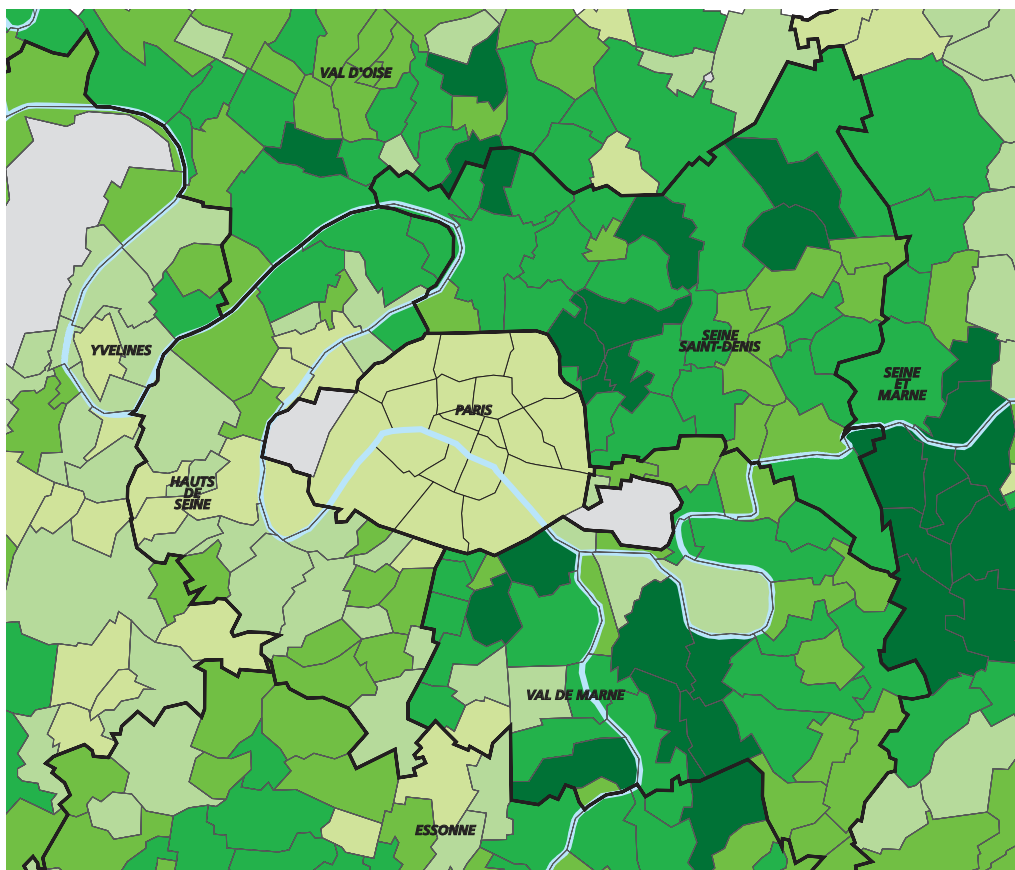 VAL D'OISE
YVELINES
SEINE
SAINT-DENIS
SEINE
ET
MARNE
PARIS
HAUTS
DE
SEINE
VAL DE MARNE
ESSONNE